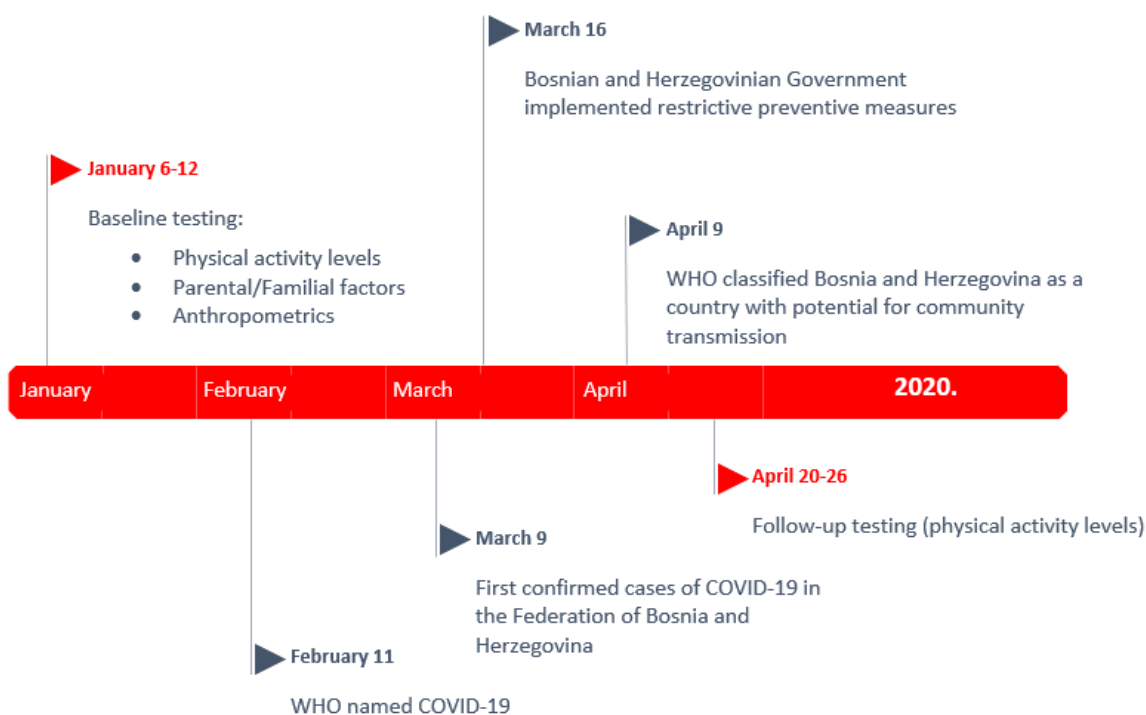 March 16
Bosnian and Herzegovinian Government
implemented restrictive preventive measures
January 6-12
Baseline testing:
• Physical activity levels
• Parental/Familial factors
• Anthropometrics
April 9
WHO classified Bosnia and Herzegovina as a
country with potential for community
transmission
January February March April 2020.
April 20-26
Follow-up testing (physical activity levels)
March 9
First confirmed cases of COVID-19 in
the Federation of Bosnia and
Herzegovina
February 11
WHO named COVID-19